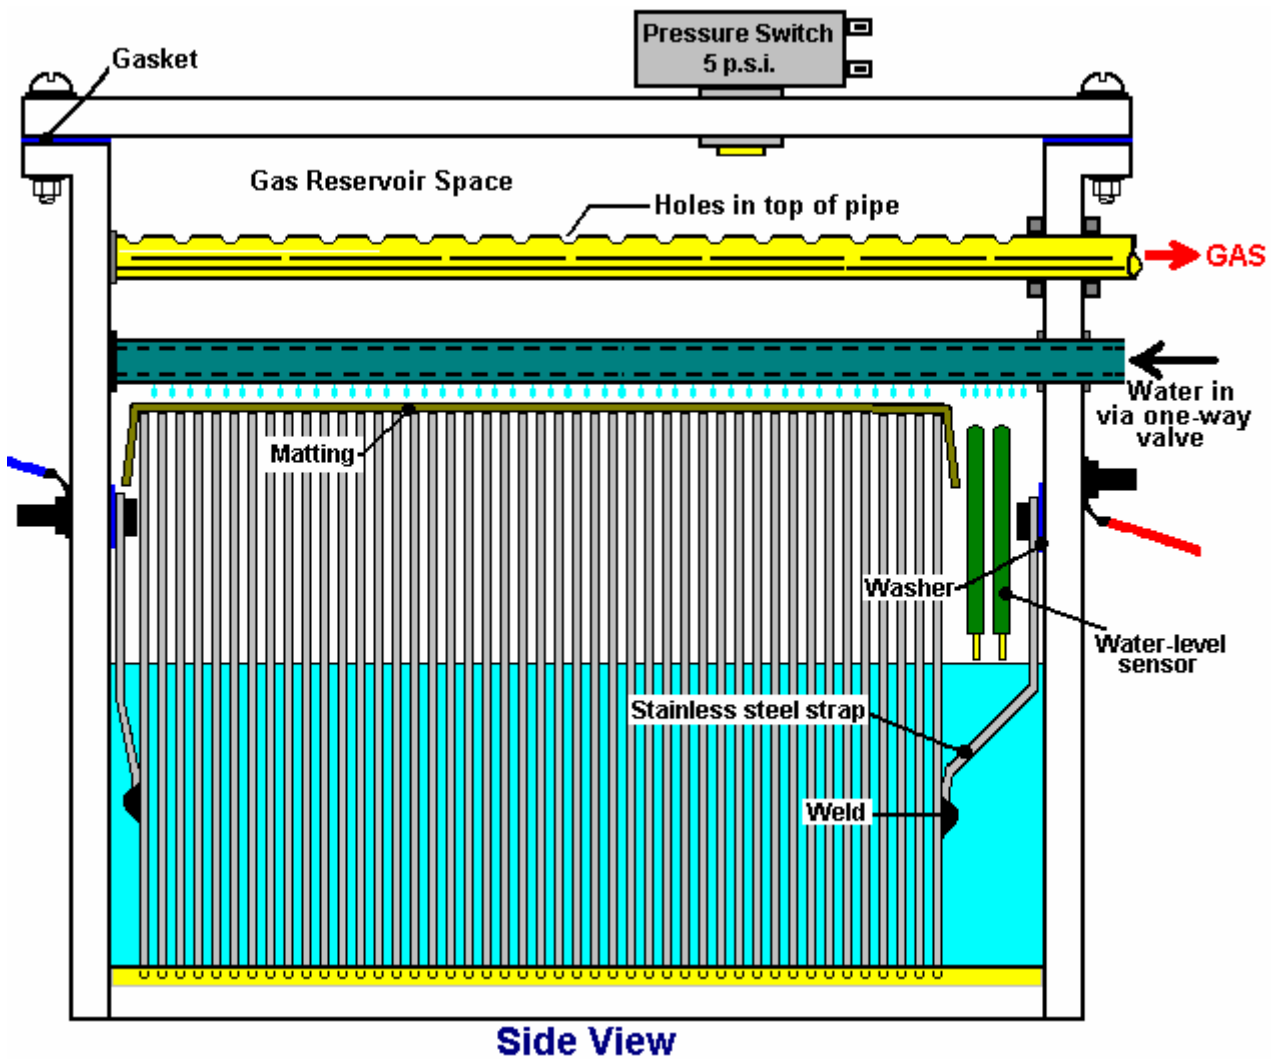 Pressure Switch
5 p.s.i.
Gasket
Gas Reservoir Space
Holes in top of pipe
GAS
Water in
via one-way
valve
Matting
Washer
Water-level
sensor
Stainless steel strap
Weld
Side View